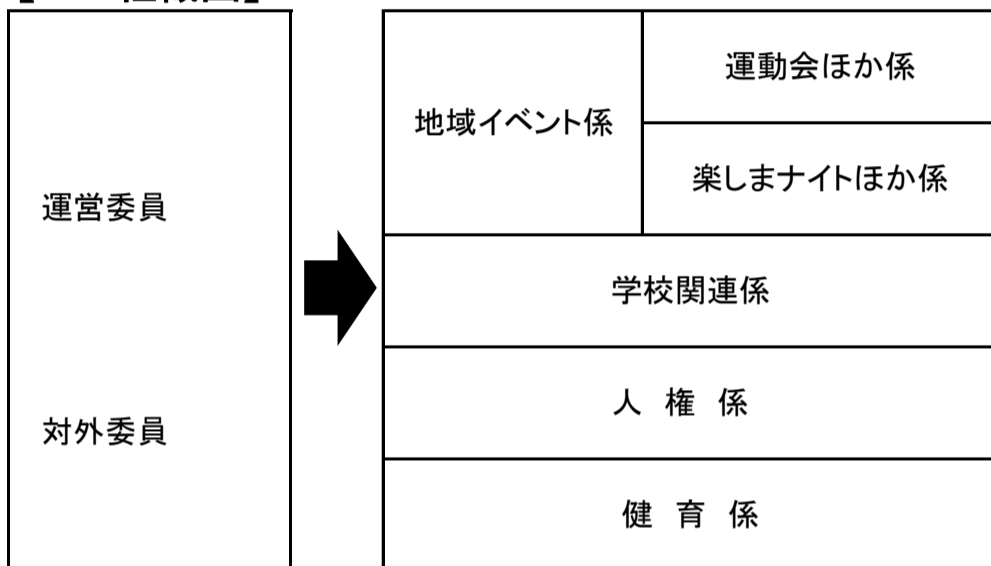 運営委員
対外委員
地域イベント係
運動会ほか係
楽しまナイトほか係
学校関連係
人 権 係
健 育 係